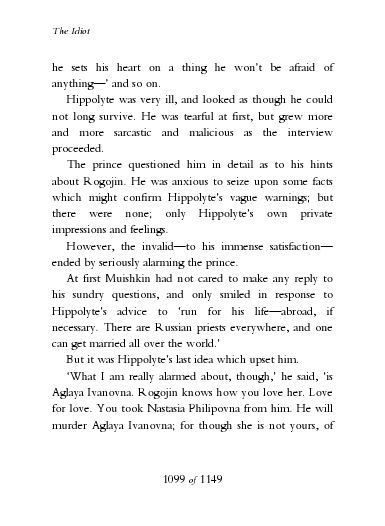 The Idiot
he sets his heart on a thing he won't be afraid of
anything—' and so on.
Hippolyte was very ill, and looked as though he could
not long survive. He was tearful at first, but grew more
and more sarcastic and malicious as the interview
proceeded.
The prince questioned him in detail as to his hints
about Rogojin. He was anxious to seize upon some facts
which might confirm Hippolyte's vague warnings; but
there were none; only Hippolyte's own private
impressions and feelings.
However, the invalid—to his immense satisfaction—
ended by seriously alarming the prince.
At first Muishkin had not cared to make any reply to
his sundry questions, and only smiled in response to
Hippolyte's advice to 'run for his life—abroad, if
necessary. There are Russian priests everywhere, and one
can get married all over the world.'
But it was Hippolyte's last idea which upset him.
'What I am really alarmed about, though,' he said, 'is
Aglaya Ivanovna. Rogojin knows how you love her. Love
for love. You took Nastasia Philipovna from him. He will
murder Aglaya Ivanovna; for though she is not yours, of
1099 of 1149